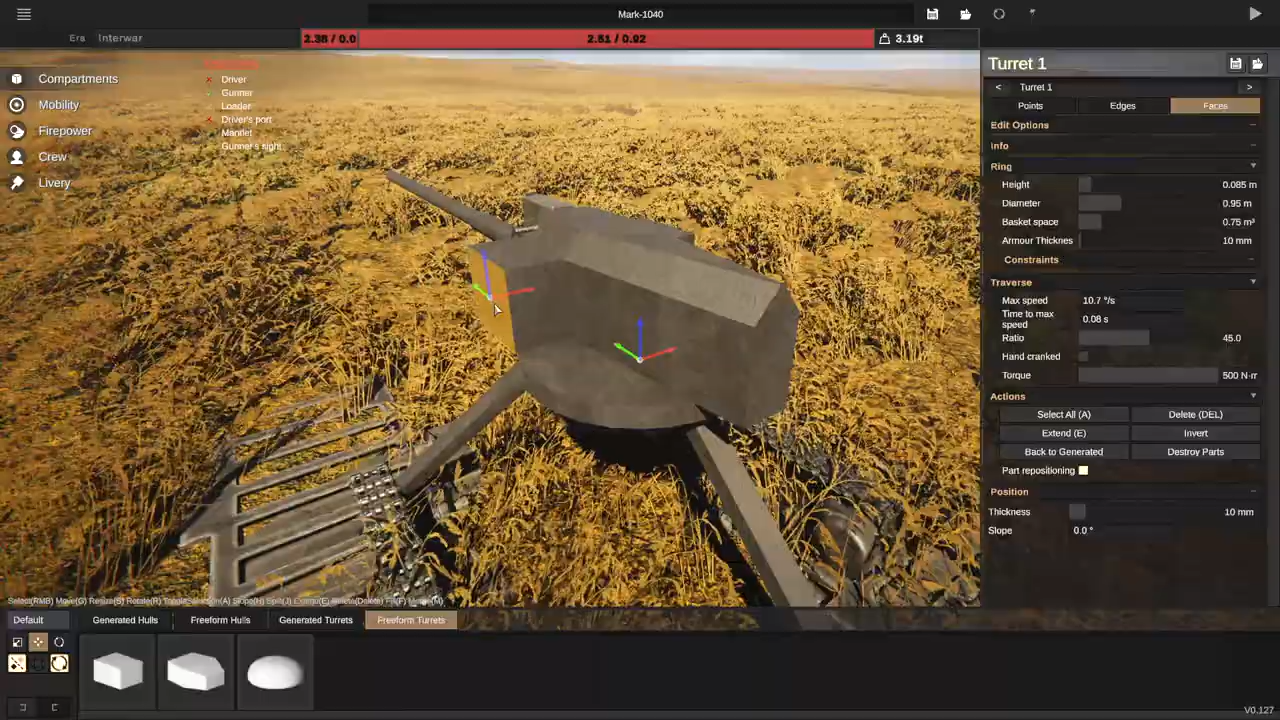 Mark-1040
Era Interwar
2.38 / 0.0
2.51 / 0.92
3.19t
Compartments
Mobility
Firepower
Crew
Livery
Driver
Gunner
Loader
Driver's port
Mantlet
Gunner's sight
Turret 1
< Turret 1 >
Points Edges Faces
Edit Options
Info
Ring
Height 0.085 m
Diameter 0.95 m
Basket space 0.75 m³
Armour Thicknes 10 mm
Constraints
Traverse
Max speed 10.7 °/s
Time to max speed 0.08 s
Ratio 45.0
Hand cranked
Torque 500 N·m
Actions
Select All (A) Delete (DEL)
Extend (E) Invert
Back to Generated Destroy Parts
Part repositioning
Position
Thickness 10 mm
Slope 0.0 °
Default Generated Hulls Freeform Hulls Generated Turrets Freeform Turrets
V0.127